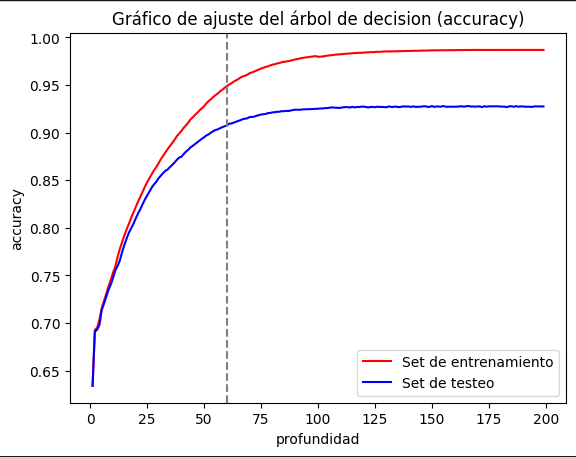 Gráfico de ajuste del árbol de decision (accuracy)
1.00
0.95
0.90
0.85
0.80
0.75
0.70
0.65
accuracy
Set de entrenamiento
Set de testeo
0 25 50 75 100 125 150 175 200
profundidad